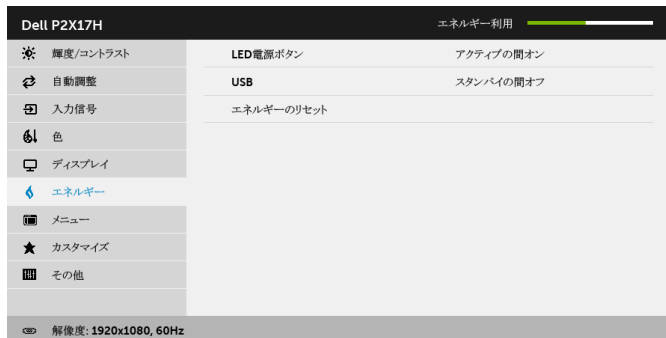 Dell P2X17H エネルギー利用
輝度/コントラスト LED電源ボタン アクティブの間オン
自動調整 USB スタンバイの間オフ
入力信号 エネルギーのリセット
色
ディスプレイ
エネルギー
メニュー
カスタマイズ
その他
解像度: 1920x1080, 60Hz